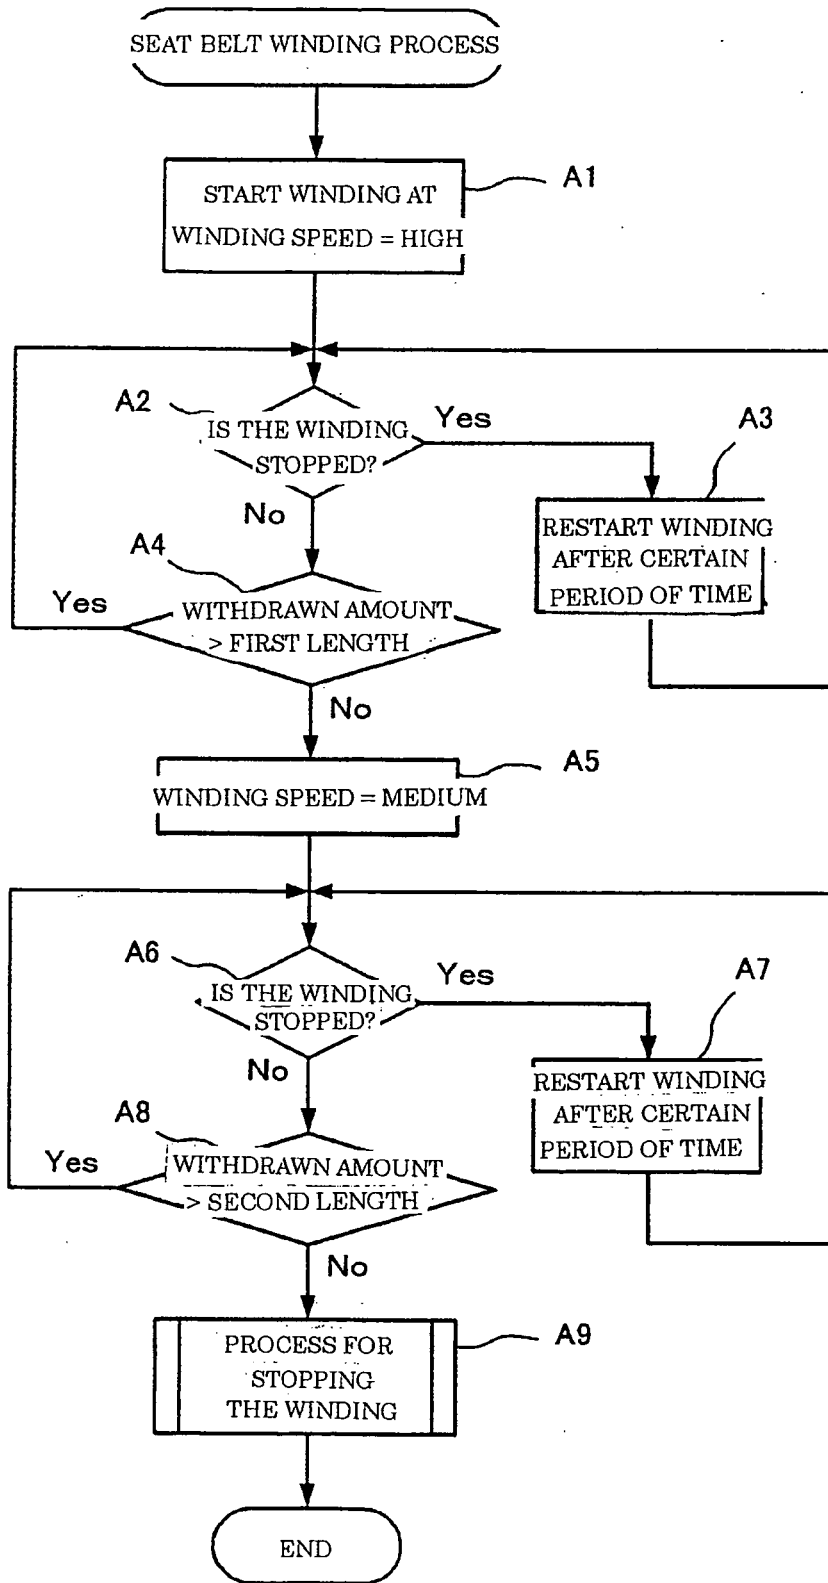 SEAT BELT WINDING PROCESS
A1
START WINDING AT
WINDING SPEED = HIGH
A2
IS THE WINDING
STOPPED?
Yes
No
A3
RESTART WINDING
AFTER CERTAIN
PERIOD OF TIME
A4
Yes
WITHDRAWN AMOUNT
> FIRST LENGTH
No
A5
WINDING SPEED = MEDIUM
A6
IS THE WINDING
STOPPED?
Yes
No
A7
RESTART WINDING
AFTER CERTAIN
PERIOD OF TIME
A8
Yes
WITHDRAWN AMOUNT
> SECOND LENGTH
No
A9
PROCESS FOR
STOPPING
THE WINDING
END